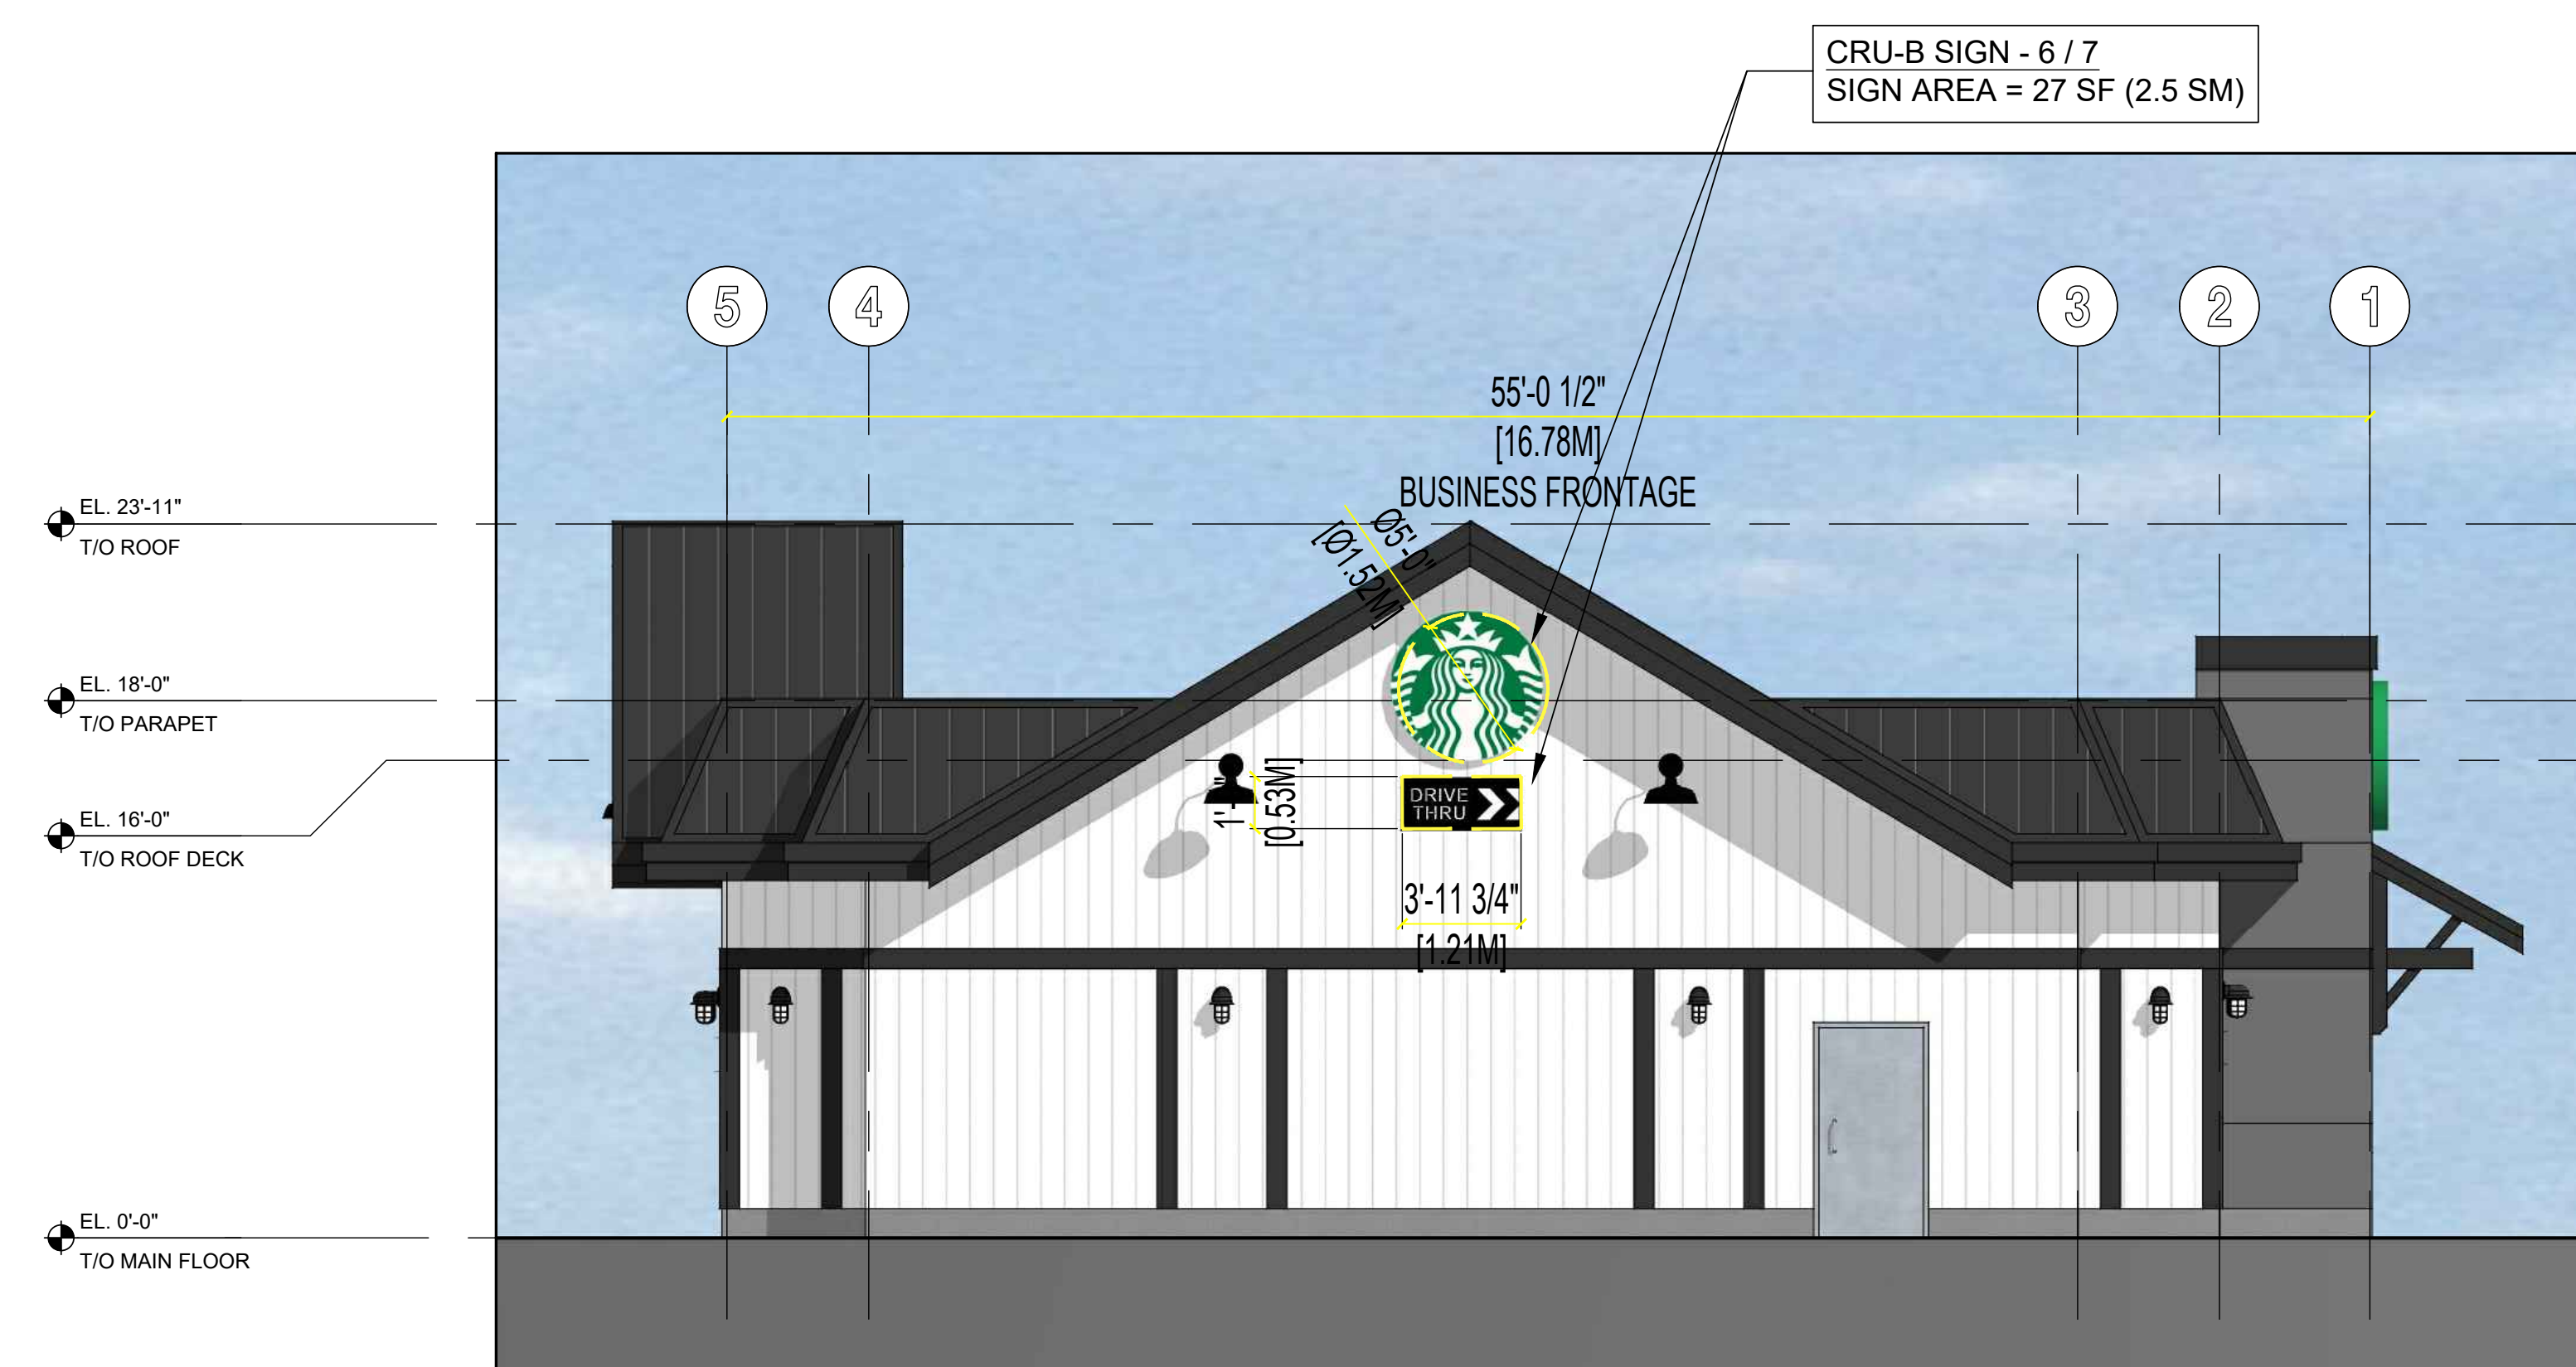 CRU-B SIGN - 6 / 7
SIGN AREA = 27 SF (2.5 SM)
5
4
3
2
1
55'-0 1/2"
[16.78M]
BUSINESS FRONTAGE
EL. 23'-11"
T/O ROOF
Ø5'-0"
[Ø1.52M]
EL. 18'-0"
T/O PARAPET
EL. 16'-0"
T/O ROOF DECK
[0.53M]
DRIVE
THRU
3'-11 3/4"
[1.21M]
EL. 0'-0"
T/O MAIN FLOOR